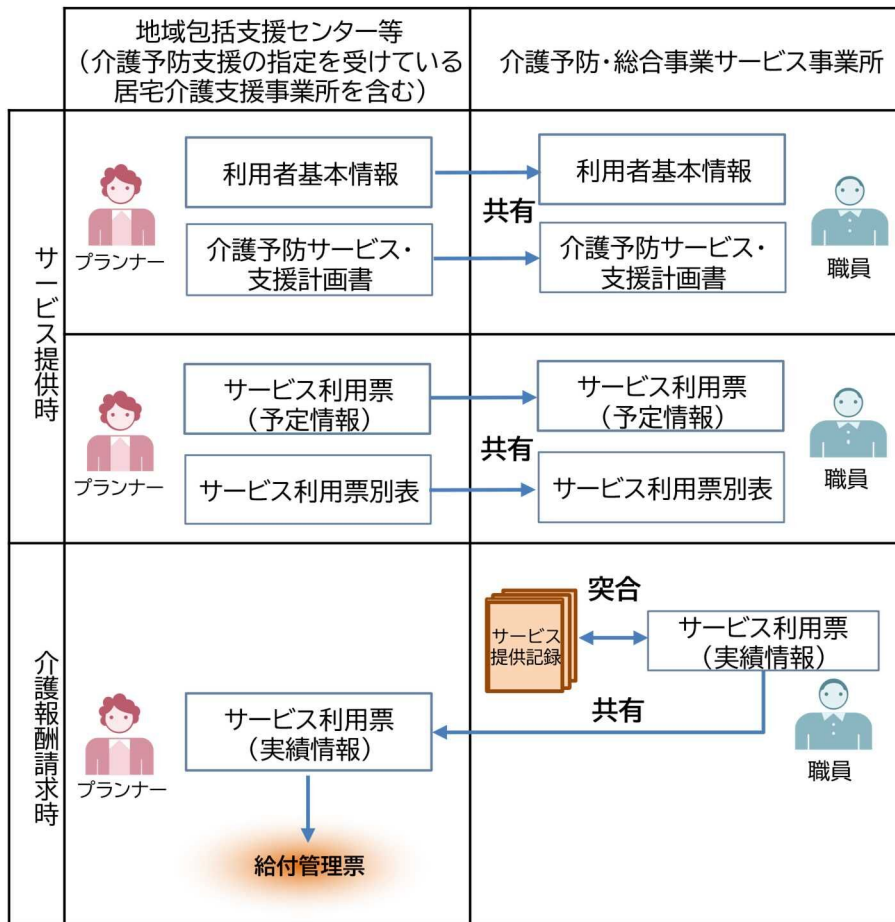 地域包括支援センター等
（介護予防支援の指定を受けている
居宅介護支援事業所を含む）
介護予防・総合事業サービス事業所
サービス提供時
プランナー
利用者基本情報
共有
利用者基本情報
介護予防サービス・
支援計画書
介護予防サービス・
支援計画書
職員
プランナー
サービス利用票
（予定情報）
共有
サービス利用票
（予定情報）
サービス利用票別表
サービス利用票別表
職員
介護報酬請求時
サービス
提供記録
突合
サービス利用票
（実績情報）
共有
職員
プランナー
サービス利用票
（実績情報）
給付管理票